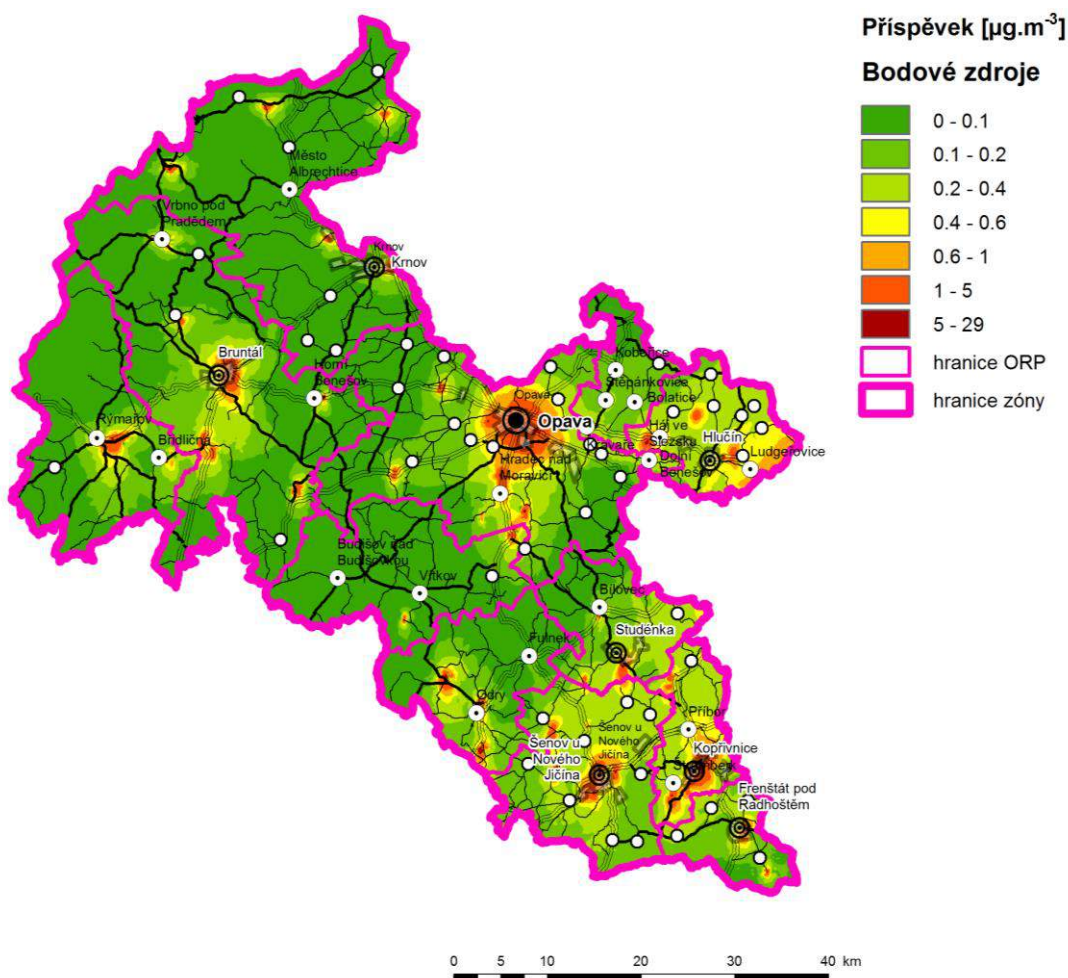 Příspěvek [µg.m-3]
Bodové zdroje
0 - 0.1
0.1 - 0.2
0.2 - 0.4
0.4 - 0.6
0.6 - 1
1 - 5
5 - 29
hranice ORP
hranice zóny
Město
Albrechtice
Vrbno pod
Pradědem
Krnov
Krnov
Bruntál
Horní
Benešov
Rýmařov
Břidličná
Kobeřice
Štěpánkovice
Bolatice
Opava
Opava
Kravaře
Háj ve
Slezsku
Dolní
Benešov
Hlučín
Ludgeřovice
Hradec nad
Moravicí
Budišov nad
Budišovkou
Vítkov
Bílovec
Studénka
Fulnek
Odry
Příbor
Šenov u
Nového
Jičína
Šenov u
Nového
Jičína
Kopřivnice
Frenštát pod
Radhoštěm
0 5 10 20 30 40 km